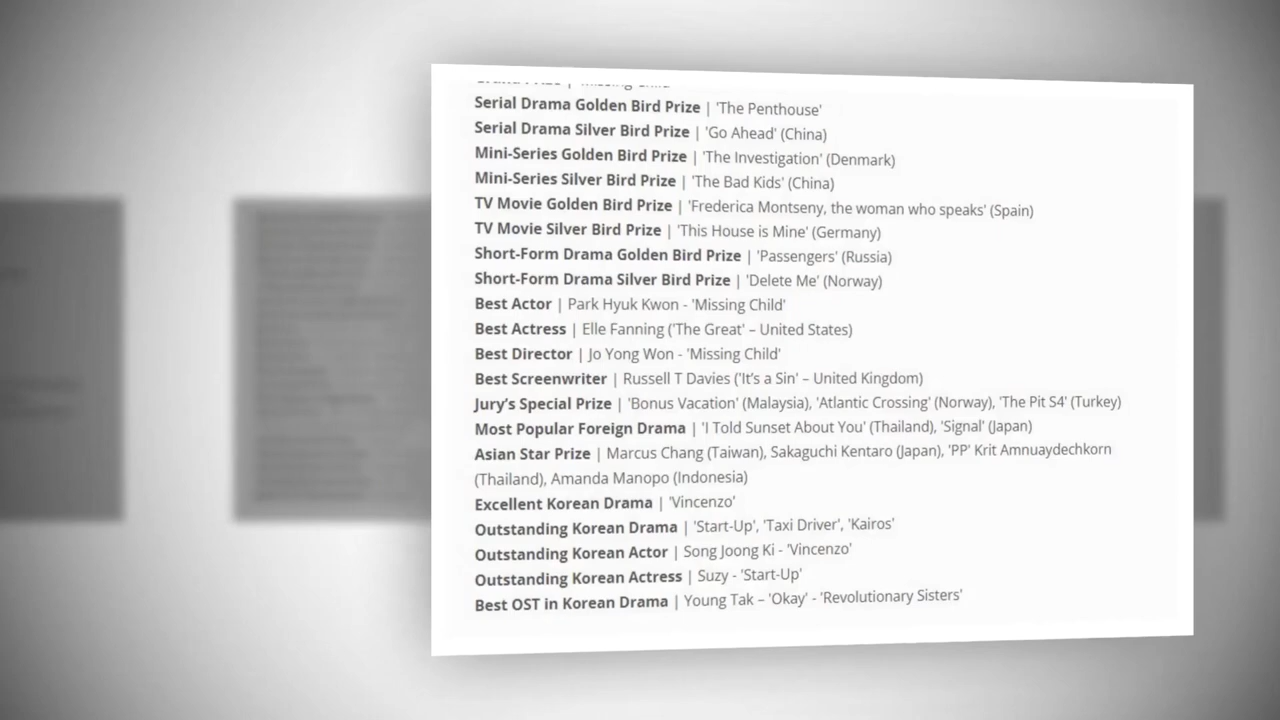 Serial Drama Golden Bird Prize | 'The Penthouse'
Serial Drama Silver Bird Prize | 'Go Ahead' (China)
Mini-Series Golden Bird Prize | 'The Investigation' (Denmark)
Mini-Series Silver Bird Prize | 'The Bad Kids' (China)
TV Movie Golden Bird Prize | 'Frederica Montseny, the woman who speaks' (Spain)
TV Movie Silver Bird Prize | 'This House is Mine' (Germany)
Short-Form Drama Golden Bird Prize | 'Passengers' (Russia)
Short-Form Drama Silver Bird Prize | 'Delete Me' (Norway)
Best Actor | Park Hyuk Kwon - 'Missing Child'
Best Actress | Elle Fanning ('The Great' – United States)
Best Director | Jo Yong Won - 'Missing Child'
Best Screenwriter | Russell T Davies ('It's a Sin' – United Kingdom)
Jury's Special Prize | 'Bonus Vacation' (Malaysia), 'Atlantic Crossing' (Norway), 'The Pit S4' (Turkey)
Most Popular Foreign Drama | 'I Told Sunset About You' (Thailand), 'Signal' (Japan)
Asian Star Prize | Marcus Chang (Taiwan), Sakaguchi Kentaro (Japan), 'PP' Krit Amnuaydechkorn
(Thailand), Amanda Manopo (Indonesia)
Excellent Korean Drama | 'Vincenzo'
Outstanding Korean Drama | 'Start-Up', 'Taxi Driver', 'Kairos'
Outstanding Korean Actor | Song Joong Ki - 'Vincenzo'
Outstanding Korean Actress | Suzy - 'Start-Up'
Best OST in Korean Drama | Young Tak – 'Okay' - 'Revolutionary Sisters'